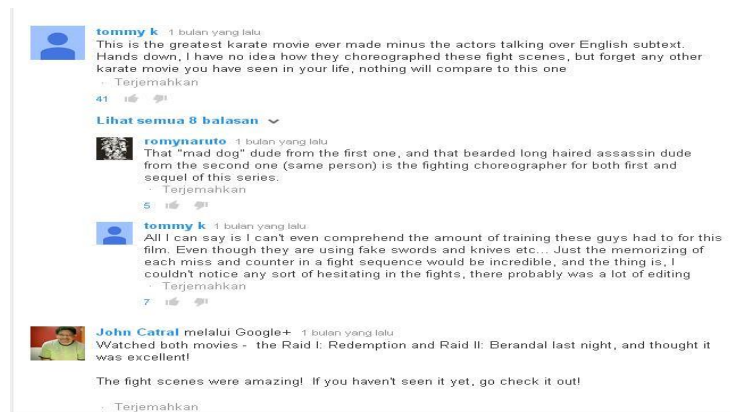 tommy k 1 bulan yang lalu
This is the greatest karate movie ever made minus the actors talking over English subtext.
Hands down, I have no idea how they choreographed these fight scenes, but forget any other
karate movie you have seen in your life, nothing will compare to this one
· Terjemahkan
41
Lihat semua 8 balasan
romynaruto 1 bulan yang lalu
That "mad dog" dude from the first one, and that bearded long haired assassin dude
from the second one (same person) is the fighting choreographer for both first and
sequel of this series.
· Terjemahkan
5
tommy k 1 bulan yang lalu
All I can say is I can't even comprehend the amount of training these guys had to for this
film. Even though they are using fake swords and knives etc... Just the memorizing of
each miss and counter in a fight sequence would be incredible, and the thing is, I
couldn't notice any sort of hesitating in the fights, there probably was a lot of editing
· Terjemahkan
7
John Catral melalui Google+ 1 bulan yang lalu
Watched both movies - the Raid I: Redemption and Raid II: Berandal last night, and thought it
was excellent!
The fight scenes were amazing! If you haven't seen it yet, go check it out!
· Terjemahkan